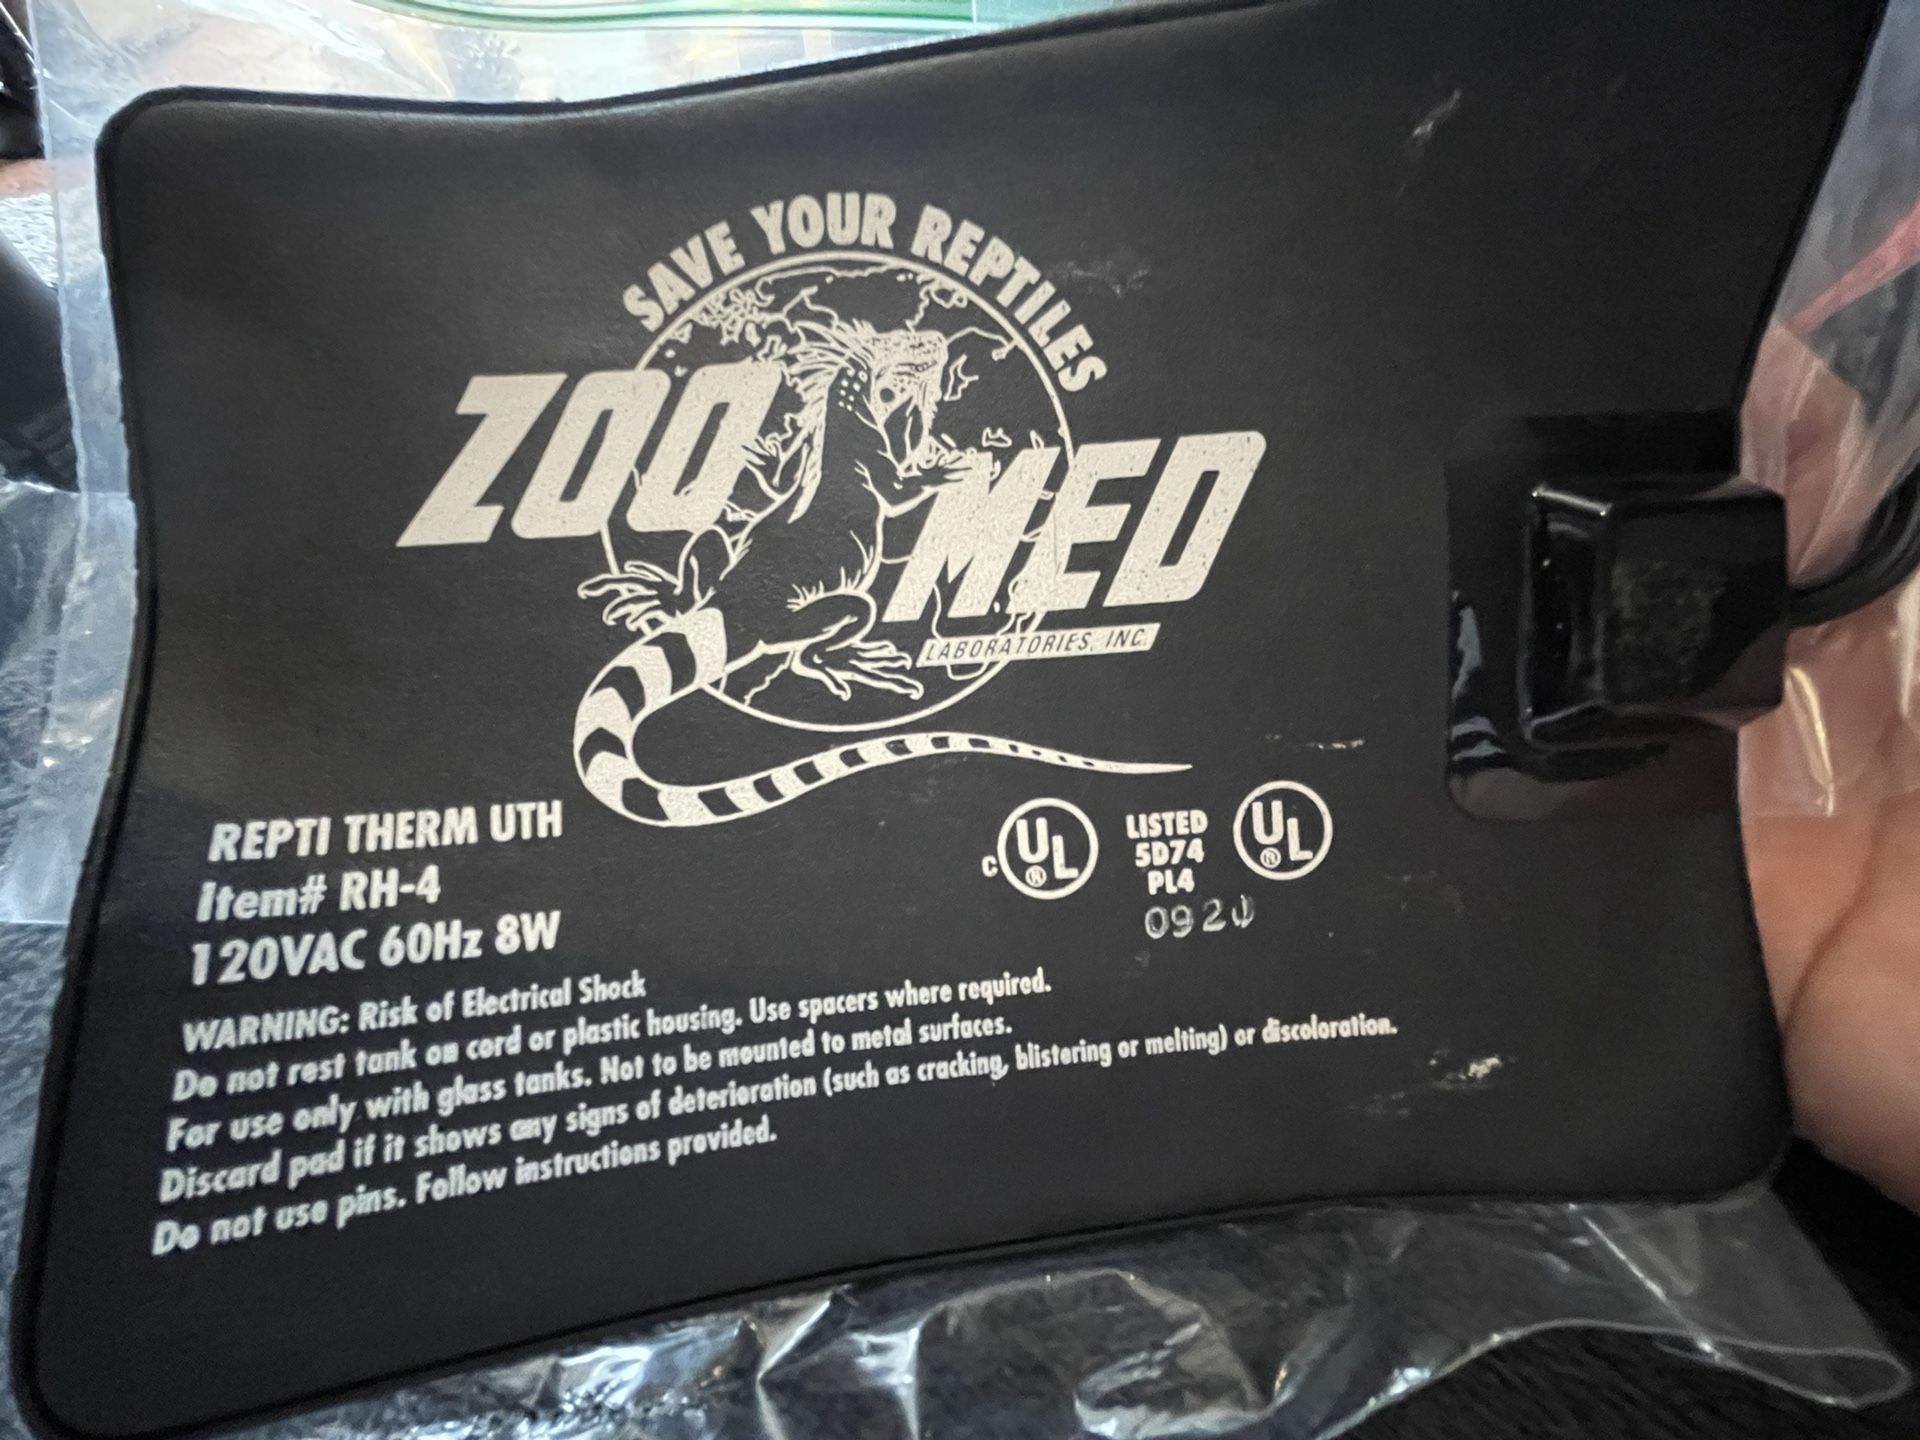 SAVE YOUR REPTILES
ZOO MED
LABORATORIES, INC.
REPTI THERM UTH
Item# RH-4
120VAC 60Hz 8W
c UL® LISTED UL®
5D74
PL4
WARNING: Risk of Electrical Shock
Do not rest tank on cord or plastic housing. Use spacers where required.
For use only with glass tanks. Not to be mounted to metal surfaces.
Discard pad if it shows any signs of deterioration (such as cracking, blistering or melting) or discoloration.
Do not use pins. Follow instructions provided.